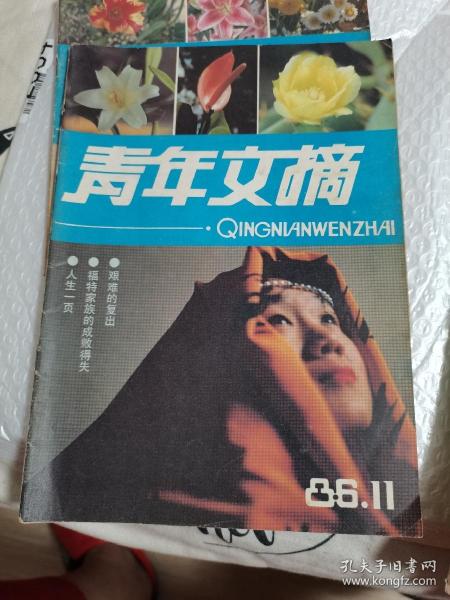 青年文摘
QINGNIANWENZHAI
●艰难的复出
●福特家族的成败得失
●人生一页
86.11
孔夫子旧书网
www.kongfz.com